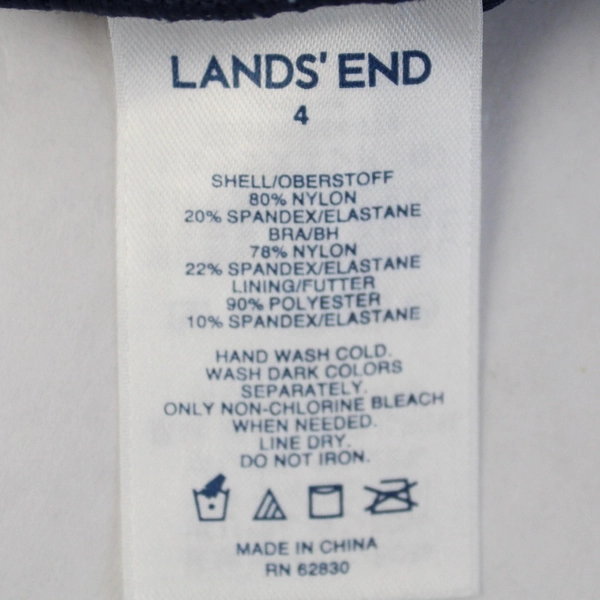 LANDS' END
4
SHELL/OBERSTOFF
80% NYLON
20% SPANDEX/ELASTANE
BRA/BH
78% NYLON
22% SPANDEX/ELASTANE
LINING/FUTTER
90% POLYESTER
10% SPANDEX/ELASTANE
HAND WASH COLD.
WASH DARK COLORS
SEPARATELY.
ONLY NON-CHLORINE BLEACH
WHEN NEEDED.
LINE DRY.
DO NOT IRON.
MADE IN CHINA
RN 62830